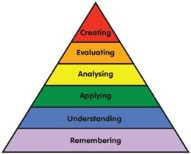 Creating
Evaluating
Analysing
Applying
Understanding
Remembering